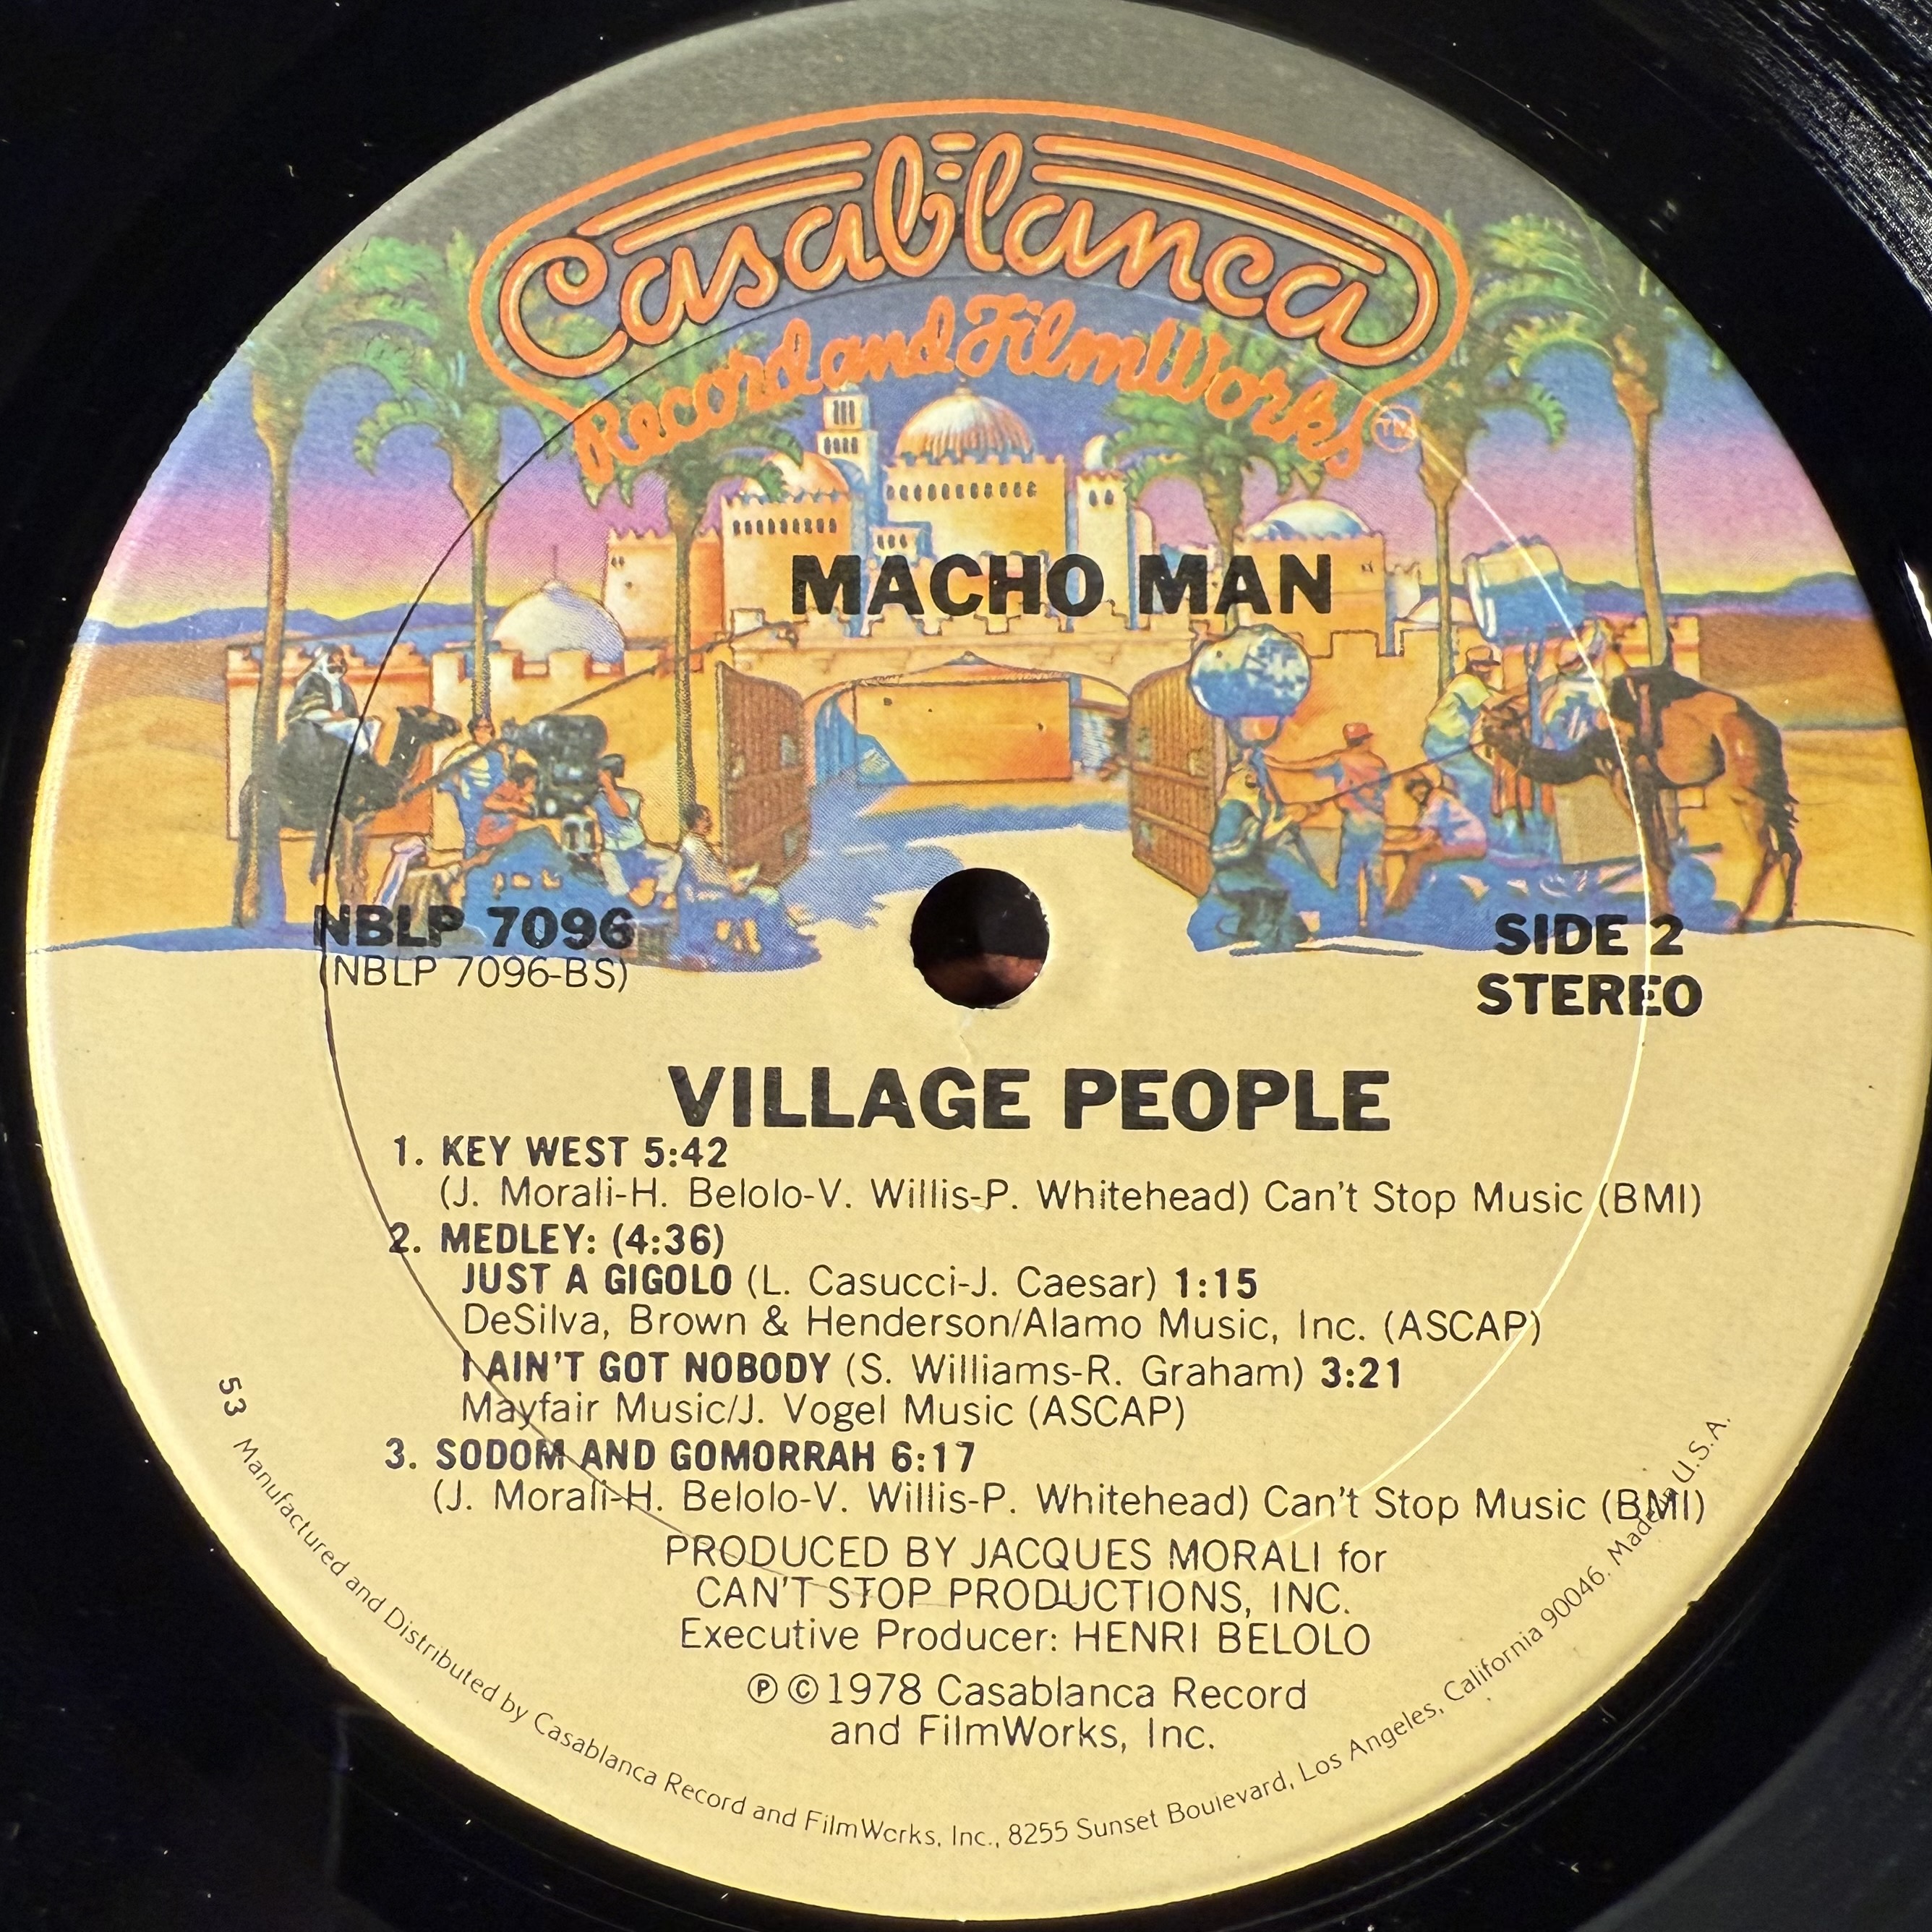 Casablanca
Record and FilmWorks
TM
MACHO MAN
NBLP 7096
(NBLP 7096-BS)
SIDE 2
STEREO
VILLAGE PEOPLE
1. KEY WEST 5:42
(J. Morali-H. Belolo-V. Willis-P. Whitehead) Can't Stop Music (BMI)
2. MEDLEY: (4:36)
JUST A GIGOLO (L. Casucci-J. Caesar) 1:15
DeSilva, Brown & Henderson/Alamo Music, Inc. (ASCAP)
I AIN'T GOT NOBODY (S. Williams-R. Graham) 3:21
Mayfair Music/J. Vogel Music (ASCAP)
3. SODOM AND GOMORRAH 6:17
(J. Morali-H. Belolo-V. Willis-P. Whitehead) Can't Stop Music (BMI)
PRODUCED BY JACQUES MORALI for
CAN'T STOP PRODUCTIONS, INC.
Executive Producer: HENRI BELOLO
℗ © 1978 Casablanca Record
and FilmWorks, Inc.
53 Manufactured and Distributed by Casablanca Record and FilmWorks, Inc., 8255 Sunset Boulevard, Los Angeles, California 90046. Made in U.S.A.